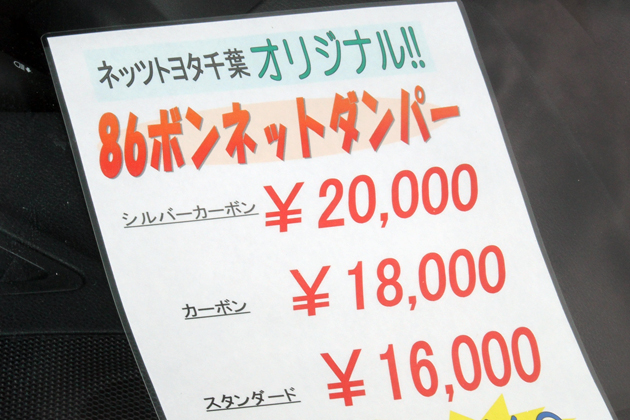 ネッツトヨタ千葉 オリジナル!!
86ボンネットダンパー
シルバーカーボン ¥20,000
カーボン ¥18,000
スタンダード ¥16,000